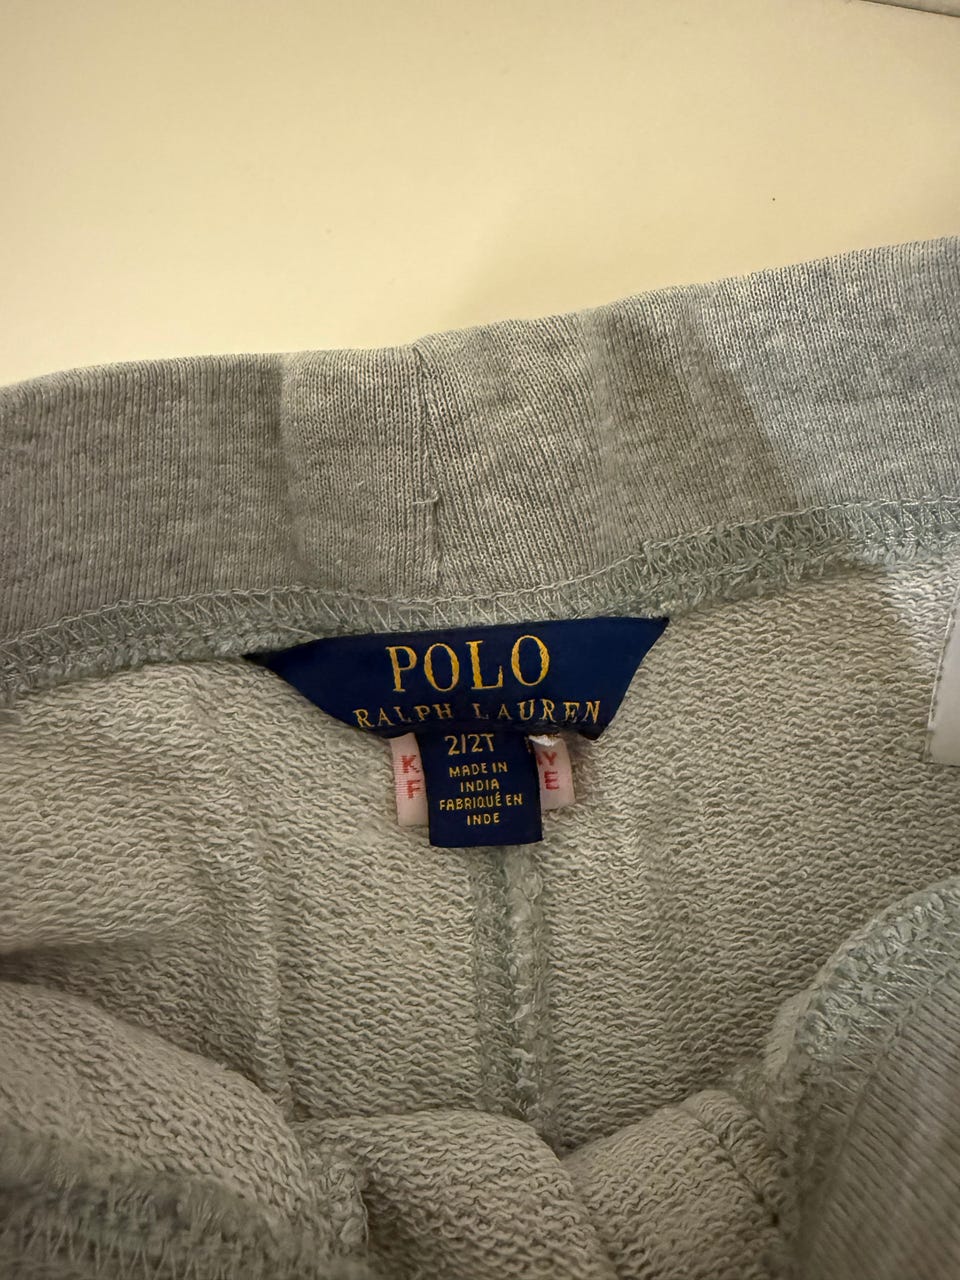 POLO
RALPH LAUREN
2/2T
MADE IN
INDIA
FABRIQUÉ EN
INDE
K
F
Y
E